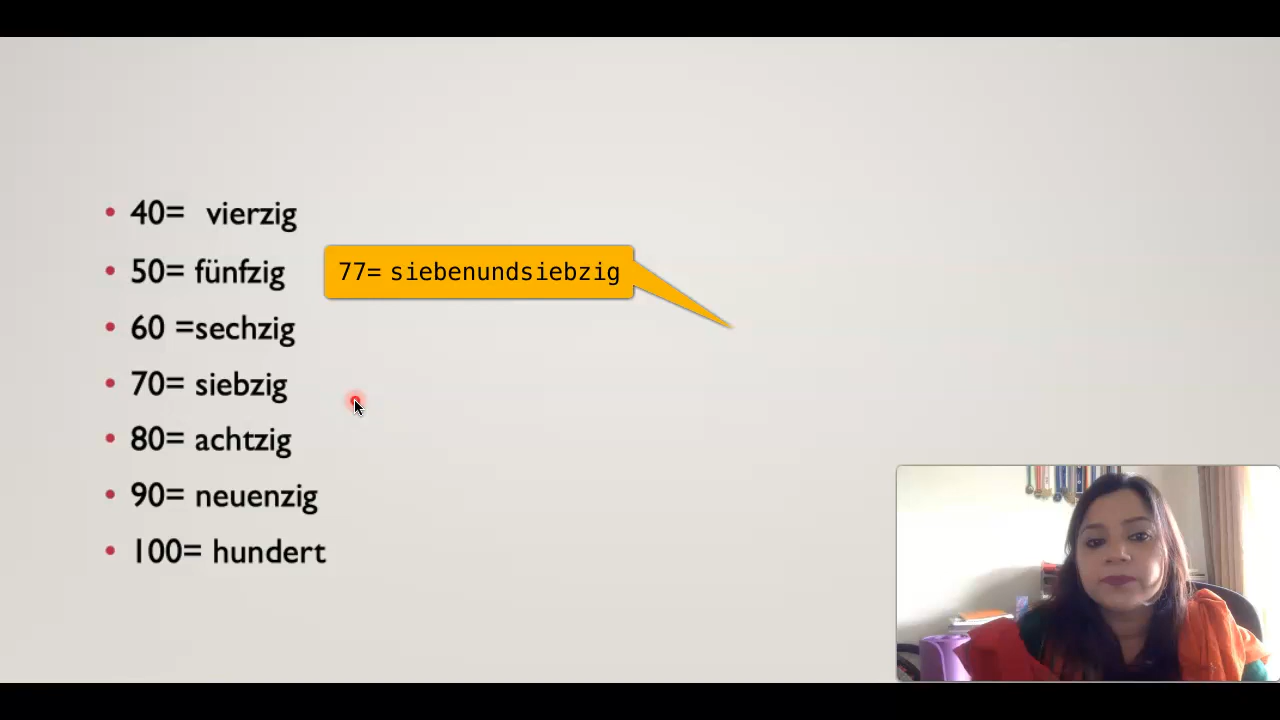 • 40= vierzig
• 50= fünfzig
77= siebenundsiebzig
• 60 =sechzig
• 70= siebzig
• 80= achtzig
• 90= neuenzig
• 100= hundert